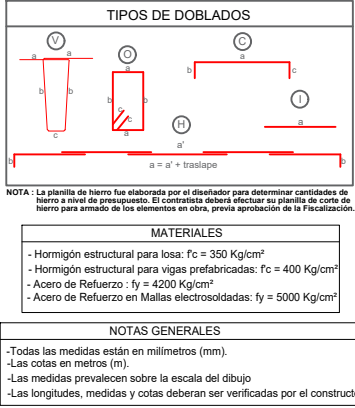 TIPOS DE DOBLADOS
V
O
C
a a
a
a
b b
b
b
c
c
c
c
a
I
a
H
a'
b
b
a = a' + traslape
NOTA : La planilla de hierro fue elaborada por el diseñador para determinar cantidades de
hierro a nivel de presupuesto. El contratista deberá efectuar su planilla de corte de
hierro para armado de los elementos en obra, previa aprobación de la Fiscalización.
MATERIALES
- Hormigón estructural para losa: f'c = 350 Kg/cm²
- Hormigón estructural para vigas prefabricadas: f'c = 400 Kg/cm²
- Acero de Refuerzo : fy = 4200 Kg/cm²
- Acero de Refuerzo en Mallas electrosoldadas: fy = 5000 Kg/cm²
NOTAS GENERALES
-Todas las medidas están en milímetros (mm).
-Las cotas en metros (m).
-Las medidas prevalecen sobre la escala del dibujo
-Las longitudes, medidas y cotas deberan ser verificadas por el construct